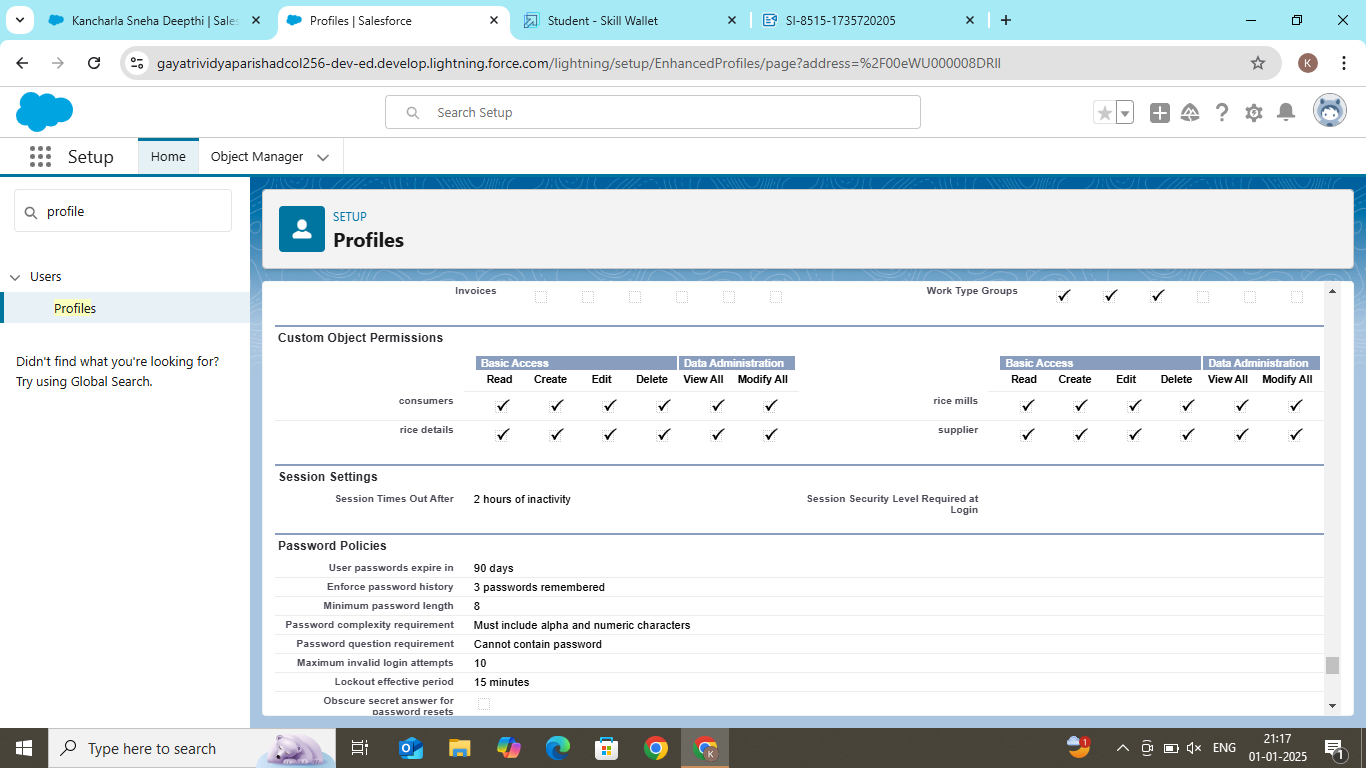 Kancharla Sneha Deepthi | Sales
Profiles | Salesforce
Student - Skill Wallet
SI-8515-1735720205
gayatrividyaparishadcol256-dev-ed.develop.lightning.force.com/lightning/setup/EnhancedProfiles/page?address=%2F00eWU000008DRIl
K
Search Setup
Setup
Home
Object Manager
profile
Users
Profiles
Didn't find what you're looking for?
Try using Global Search.
SETUP
Profiles
Invoices
Work Type Groups
Custom Object Permissions
Basic Access Data Administration Basic Access Data Administration
Read Create Edit Delete View All Modify All Read Create Edit Delete View All Modify All
consumers rice mills
rice details supplier
Session Settings
Session Times Out After 2 hours of inactivity Session Security Level Required at
Login
Password Policies
User passwords expire in 90 days
Enforce password history 3 passwords remembered
Minimum password length 8
Password complexity requirement Must include alpha and numeric characters
Password question requirement Cannot contain password
Maximum invalid login attempts 10
Lockout effective period 15 minutes
Obscure secret answer for
password resets
Type here to search
K
1
ENG
21:17
01-01-2025
1